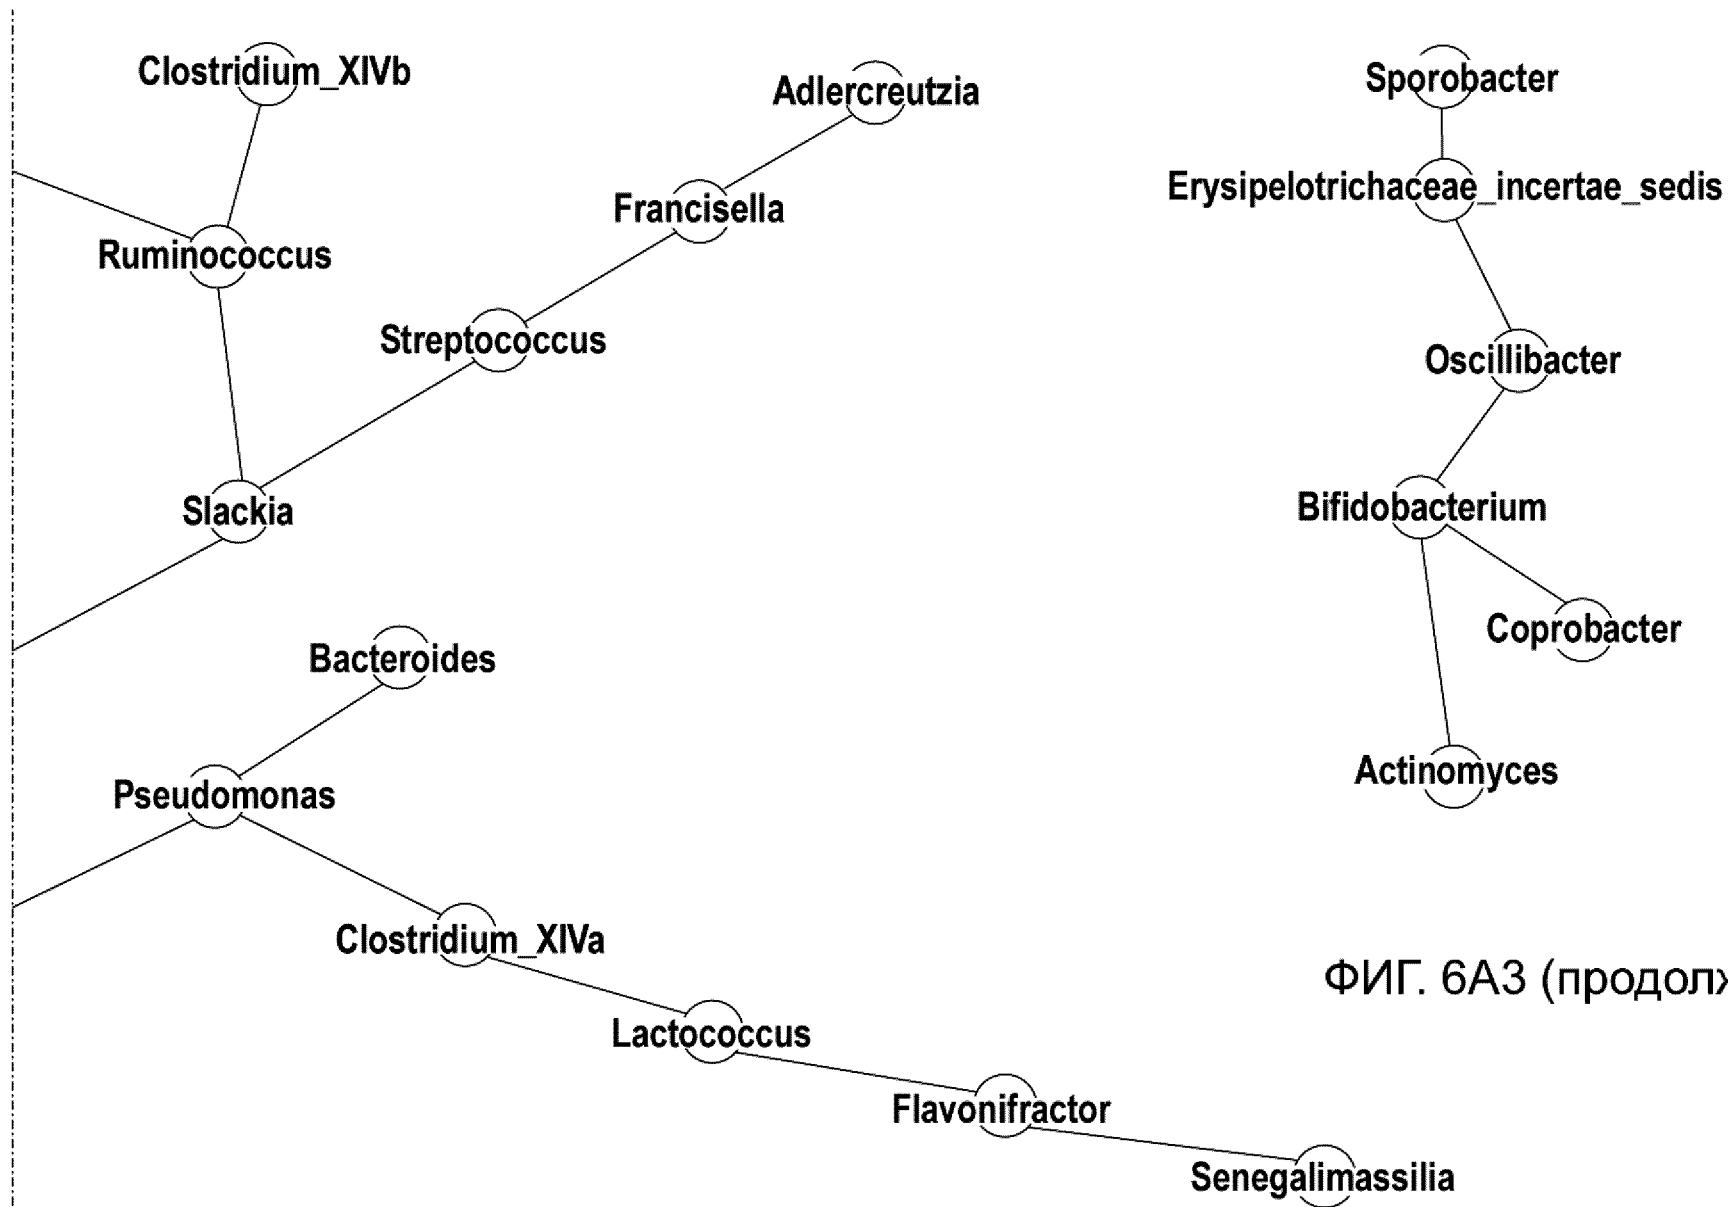 Clostridium_XIVb
Adlercreutzia
Sporobacter
Erysipelotrichaceae_incertae_sedis
Francisella
Ruminococcus
Streptococcus
Oscillibacter
Slackia
Bifidobacterium
Coprobacter
Bacteroides
Actinomyces
Pseudomonas
Clostridium_XIVa
ФИГ. 6А3
Lactococcus
Flavonifractor
Senegalimassilia